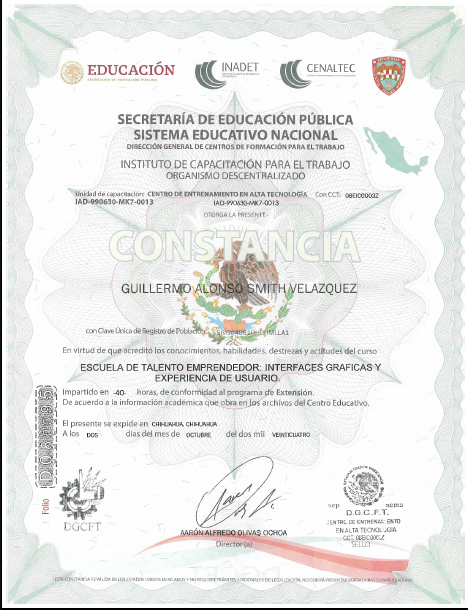 EDUCACIÓN
SECRETARÍA DE EDUCACIÓN PÚBLICA
INADET
CENALTEC
SECRETARÍA DE EDUCACIÓN PÚBLICA
SISTEMA EDUCATIVO NACIONAL
DIRECCIÓN GENERAL DE CENTROS DE FORMACIÓN PARA EL TRABAJO
INSTITUTO DE CAPACITACIÓN PARA EL TRABAJO
ORGANISMO DESCENTRALIZADO
Unidad de capacitación: CENTRO DE ENTRENAMIENTO EN ALTA TECNOLOGÍA Con CCT: 08EIC0003Z
IAD-990630-MK7-0013 IAD-990630-MK7-0013
OTORGA LA PRESENTE
CONSTANCIA
GUILLERMO ALONSO SMITH VELAZQUEZ
con Clave Única de Registro de Población
En virtud de que acreditó los conocimientos, habilidades, destrezas y actitudes del curso
ESCUELA DE TALENTO EMPRENDEDOR: INTERFACES GRAFICAS Y
EXPERIENCIA DE USUARIO.
Impartido en -40- horas, de conformidad al programa de Extensión.
De acuerdo a la información académica que obra en los archivos del Centro Educativo.
El presente se expide en CHIHUAHUA, CHIHUAHUA
A los DOS días del mes de OCTUBRE del dos mil VEINTICUATRO
Folio
DGCFT
AARÓN ALFREDO OLIVAS OCHOA
Director (a)
SEP SEMS
D.G.C.F.T.
CENTRO DE ENTRENAMIENTO
EN ALTA TECNOLOGIA
CCT. 08EIC0003Z
SELLO